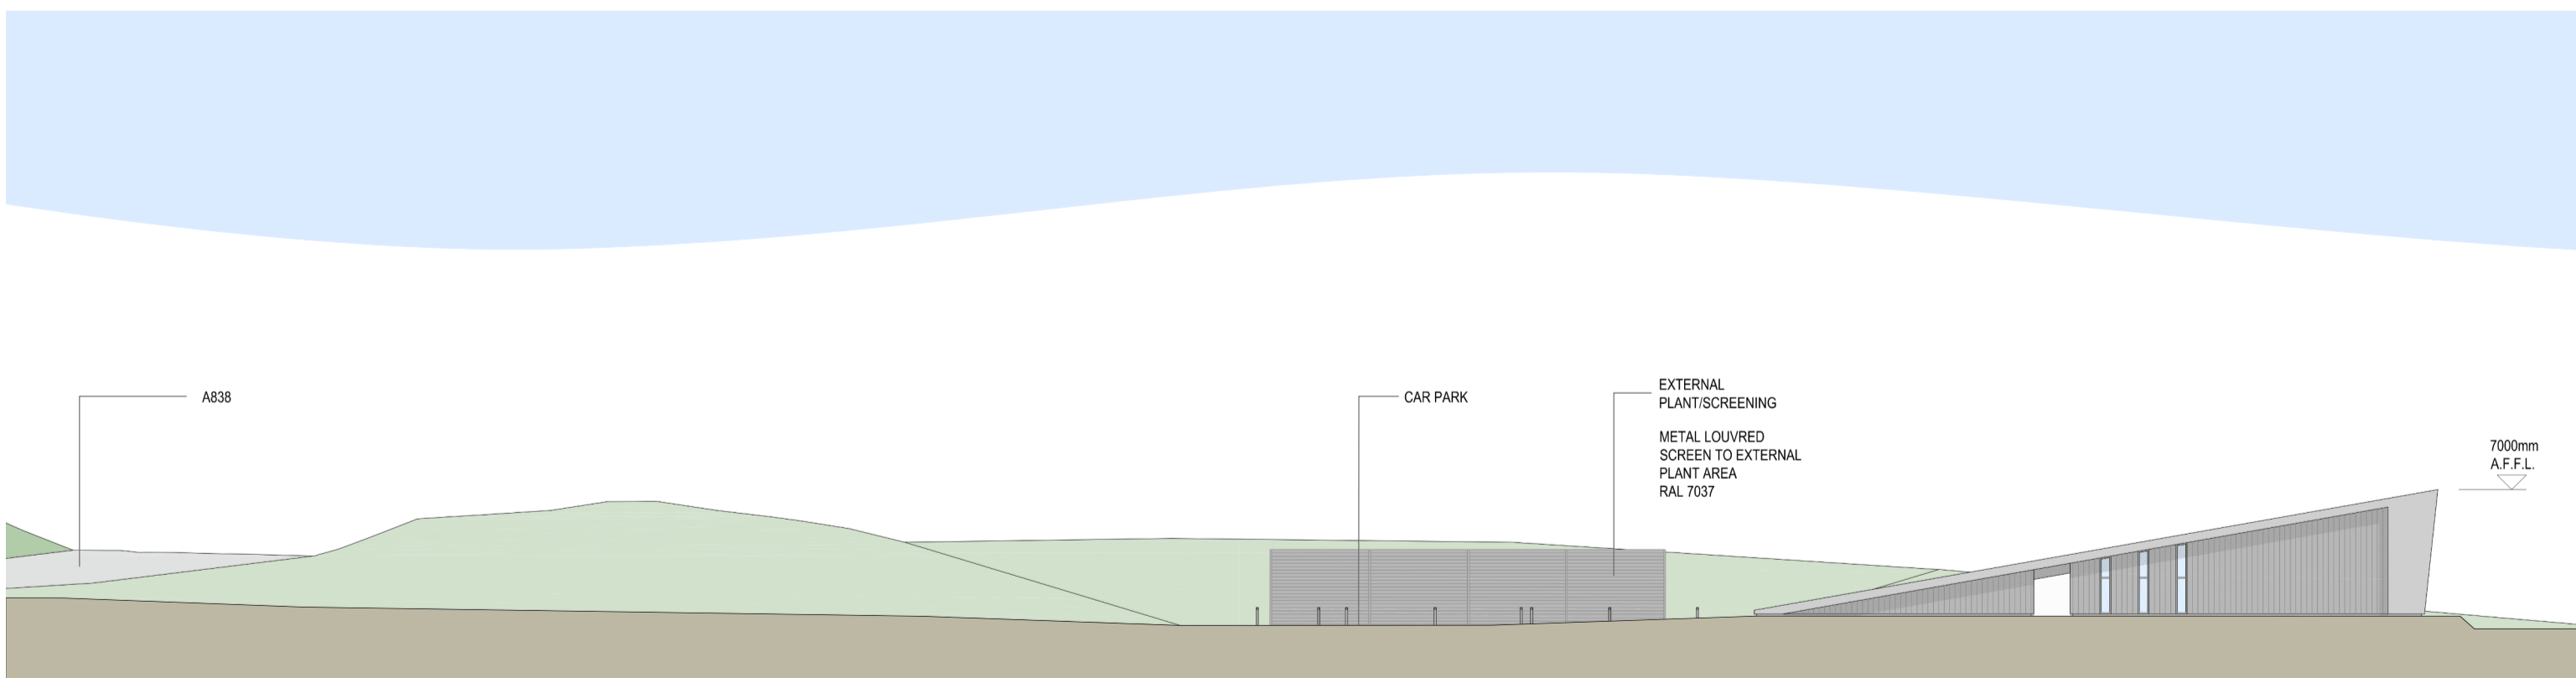 A838
CAR PARK
EXTERNAL
PLANT/SCREENING
METAL LOUVRED
SCREEN TO EXTERNAL
PLANT AREA
RAL 7037
7000mm
A.F.F.L.